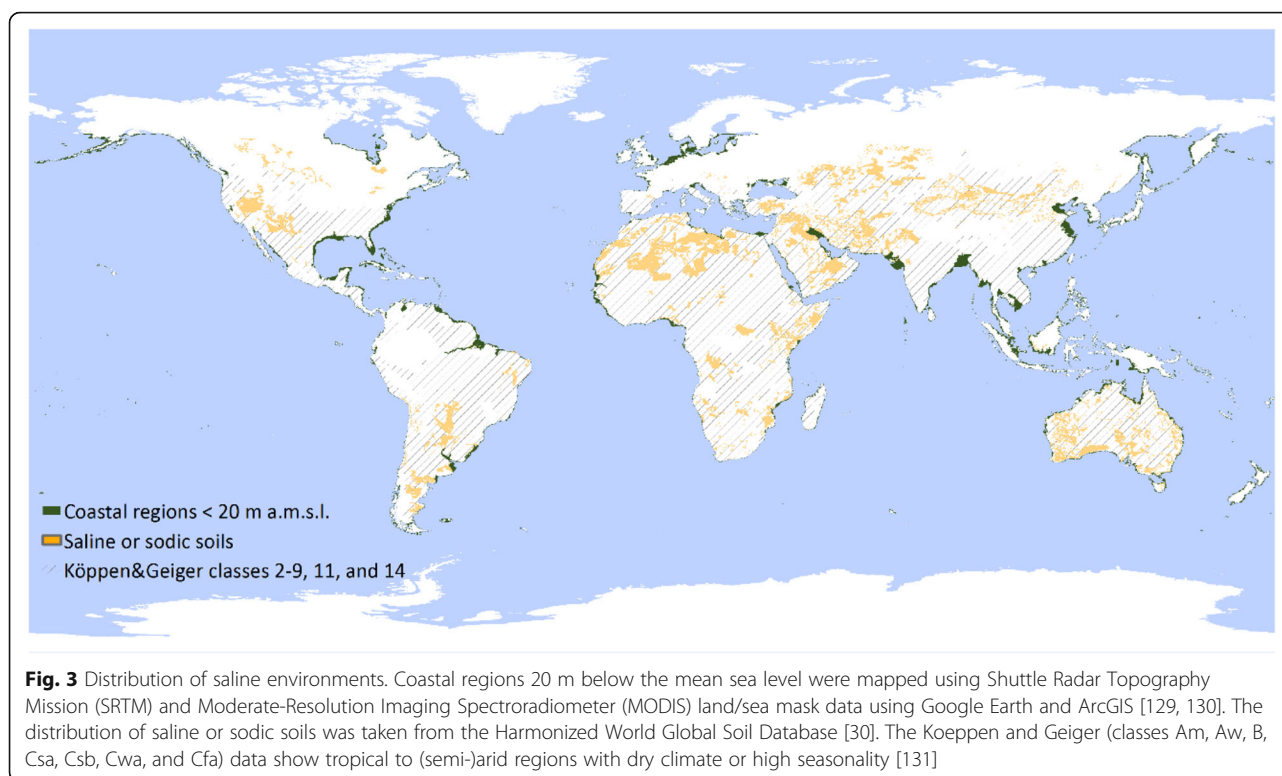 Coastal regions < 20 m a.m.s.l.
Saline or sodic soils
Köppen&Geiger classes 2-9, 11, and 14
Fig. 3 Distribution of saline environments. Coastal regions 20 m below the mean sea level were mapped using Shuttle Radar Topography
Mission (SRTM) and Moderate-Resolution Imaging Spectroradiometer (MODIS) land/sea mask data using Google Earth and ArcGIS [129, 130]. The
distribution of saline or sodic soils was taken from the Harmonized World Global Soil Database [30]. The Koeppen and Geiger (classes Am, Aw, B,
Csa, Csb, Cwa, and Cfa) data show tropical to (semi-)arid regions with dry climate or high seasonality [131]